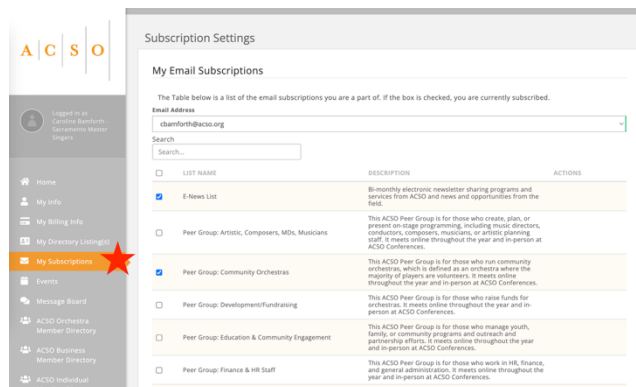 A C S O
Logged in as
Caroline Bamforth -
Sacramento Master
Singers
Home
My Info
My Billing Info
My Directory Listing(s)
My Subscriptions
Events
Message Board
ACSO Orchestra
Member Directory
ACSO Business
Member Directory
ACSO Individual
Subscription Settings
My Email Subscriptions
The Table below is a list of the email subscriptions you are a part of. If the box is checked, you are currently subscribed.
Email Address
cbamforth@acso.org
Search
Search...
LIST NAME DESCRIPTION ACTIONS
E-News List
Bi-monthly electronic newsletter sharing programs and
services from ACSO and news and opportunities from the
field.
Peer Group: Artistic, Composers, MDs, Musicians
This ACSO Peer Group is for those who create, plan, or
present on-stage programming, including music directors,
conductors, composers, musicians, or artistic planning
staff. It meets online throughout the year and in-person at
ACSO Conferences.
Peer Group: Community Orchestras
This ACSO Peer Group is for those who run community
orchestras, which is defined as an orchestra where the
majority of players are volunteers. It meets online
throughout the year and in-person at ACSO Conferences.
Peer Group: Development/Fundraising
This ACSO Peer Group is for those who raise funds for
orchestras. It meets online throughout the year and in-
person at ACSO Conferences.
Peer Group: Education & Community Engagement
This ACSO Peer Group is for those who manage youth,
family, or community programs and outreach and
partnership efforts. It meets online throughout the year
and in-person at ACSO Conferences.
Peer Group: Finance & HR Staff
This ACSO Peer Group is for those who work in HR, finance,
and general administration. It meets online throughout the
year and in-person at ACSO Conferences.